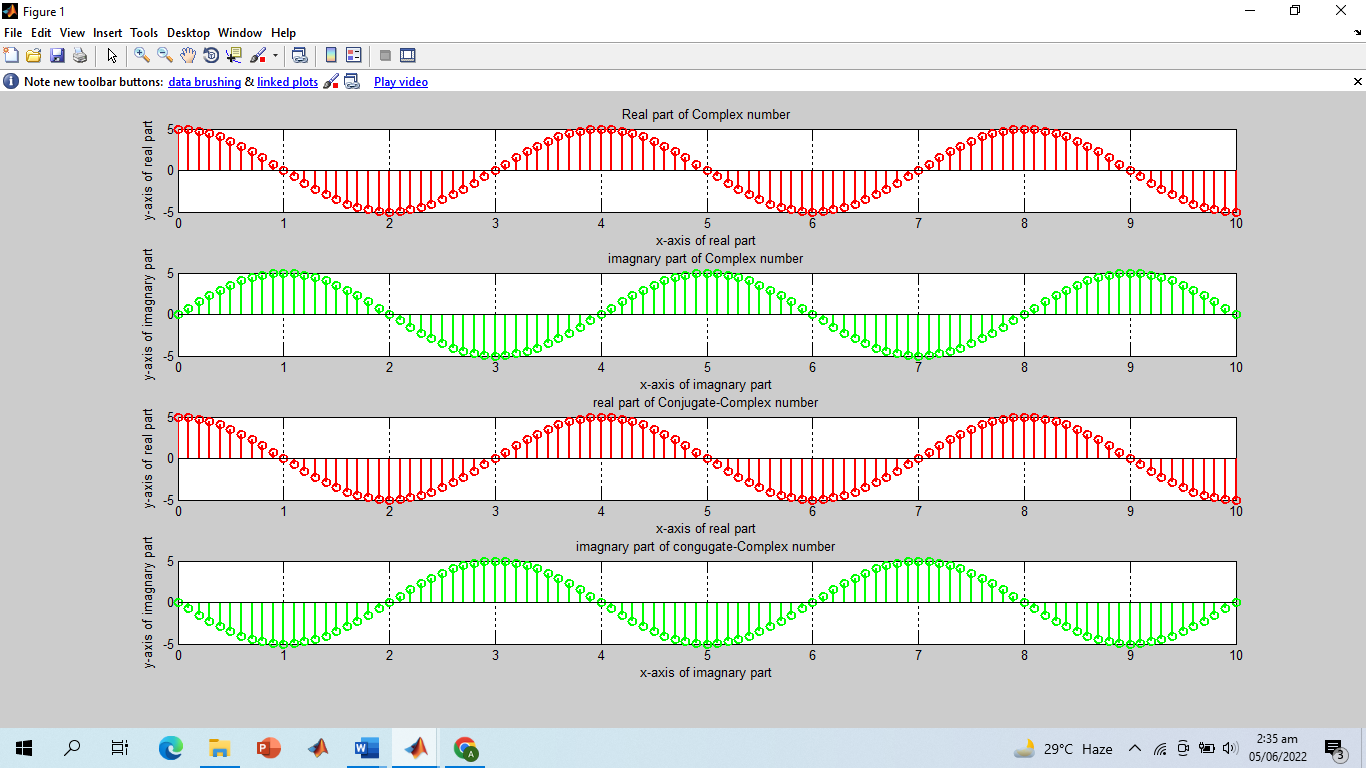 Figure 1
File Edit View Insert Tools Desktop Window Help
Note new toolbar buttons: data brushing & linked plots Play video
Real part of Complex number
y-axis of real part
5
0
-5
0 1 2 3 4 5 6 7 8 9 10
x-axis of real part
imagnary part of Complex number
y-axis of imagnary part
5
0
-5
0 1 2 3 4 5 6 7 8 9 10
x-axis of imagnary part
real part of Conjugate-Complex number
y-axis of real part
5
0
-5
0 1 2 3 4 5 6 7 8 9 10
x-axis of real part
imagnary part of congugate-Complex number
y-axis of imagnary part
5
0
-5
0 1 2 3 4 5 6 7 8 9 10
x-axis of imagnary part
29°C Haze
2:35 am
05/06/2022
3